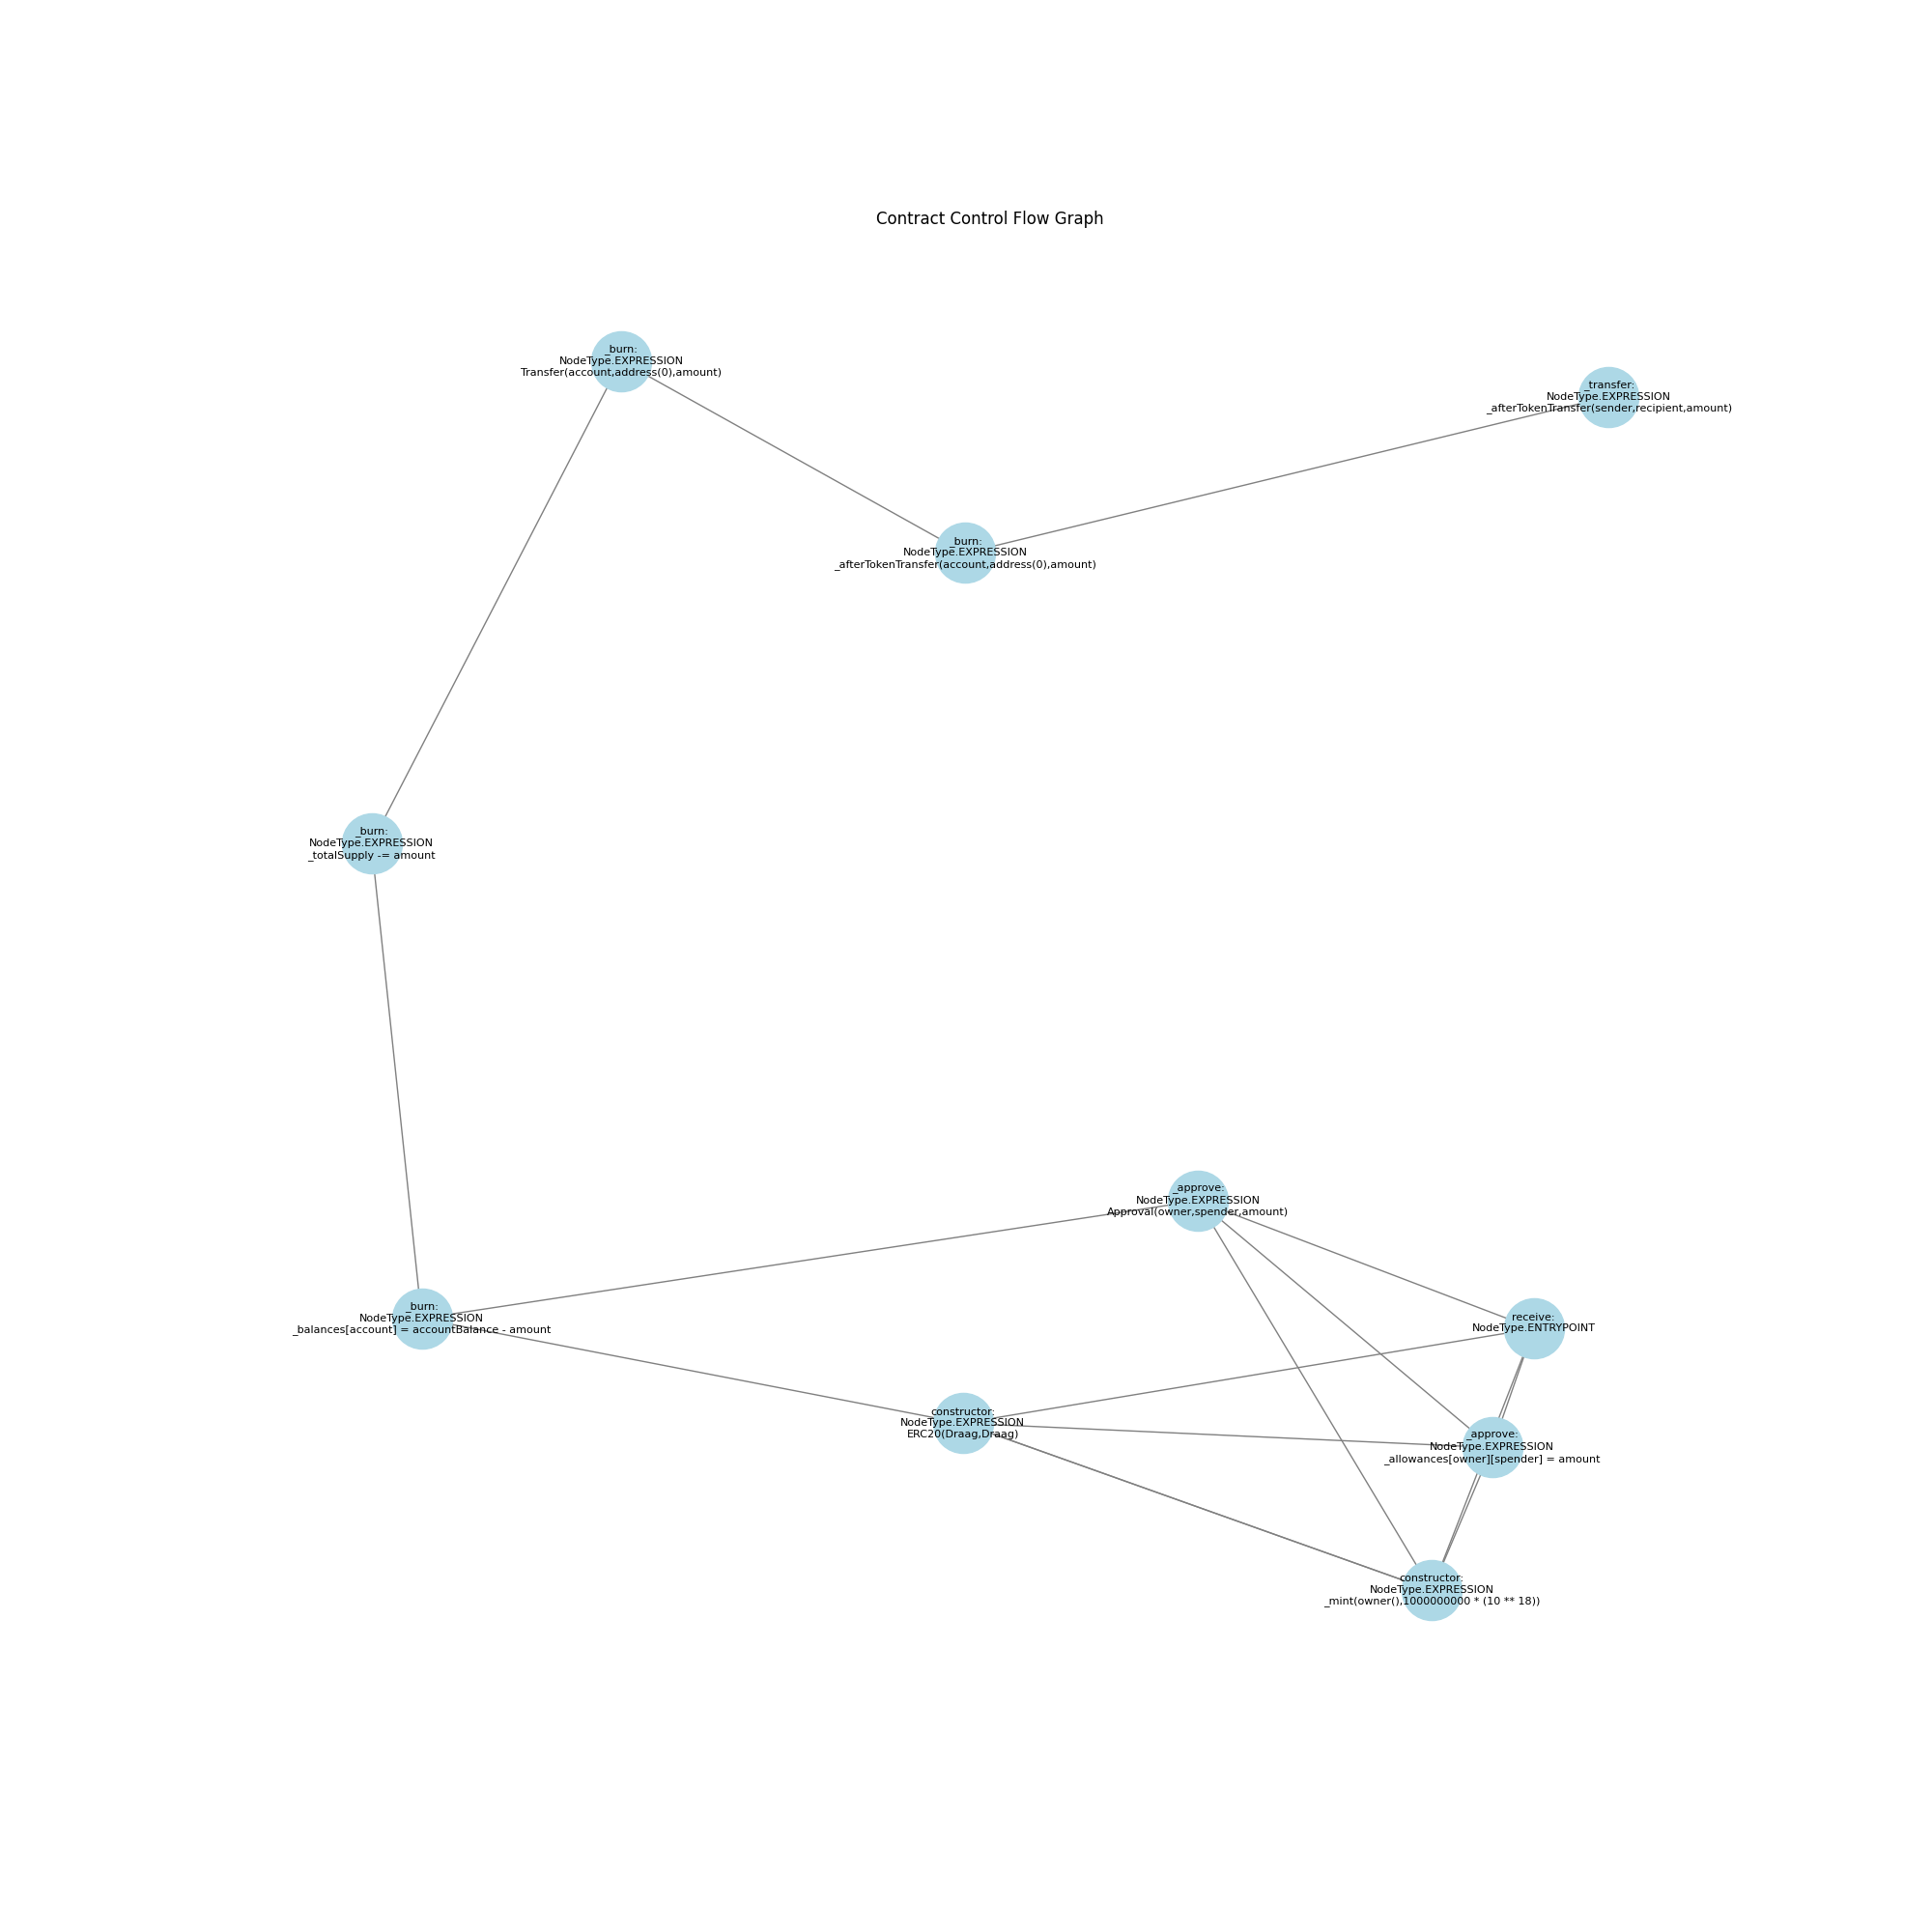 Contract Control Flow Graph
_burn:
NodeType.EXPRESSION
Transfer(account,address(0),amount)
_transfer:
NodeType.EXPRESSION
_afterTokenTransfer(sender,recipient,amount)
_burn:
NodeType.EXPRESSION
_afterTokenTransfer(account,address(0),amount)
_burn:
NodeType.EXPRESSION
_totalSupply -= amount
_approve:
NodeType.EXPRESSION
Approval(owner,spender,amount)
_burn:
NodeType.EXPRESSION
_balances[account] = accountBalance - amount
receive:
NodeType.ENTRYPOINT
constructor:
NodeType.EXPRESSION
ERC20(Draag,Draag)
_approve:
NodeType.EXPRESSION
_allowances[owner][spender] = amount
constructor:
NodeType.EXPRESSION
_mint(owner(),1000000000 * (10 ** 18))